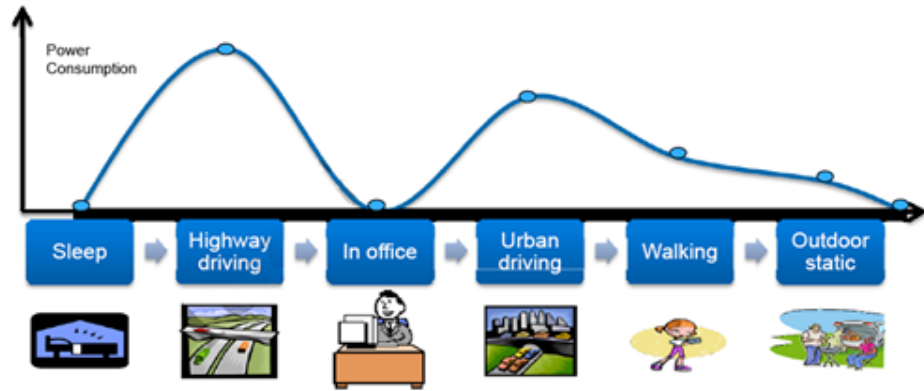 Power
Consumption
Sleep
Highway
driving
In office
Urban
driving
Walking
Outdoor
static